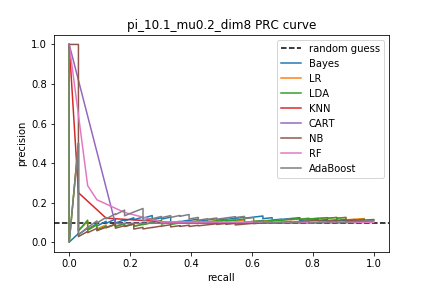 pi_10.1_mu0.2_dim8 PRC curve
precision
1.0
0.8
0.6
0.4
0.2
0.0
random guess
Bayes
LR
LDA
KNN
CART
NB
RF
AdaBoost
0.0 0.2 0.4 0.6 0.8 1.0
recall